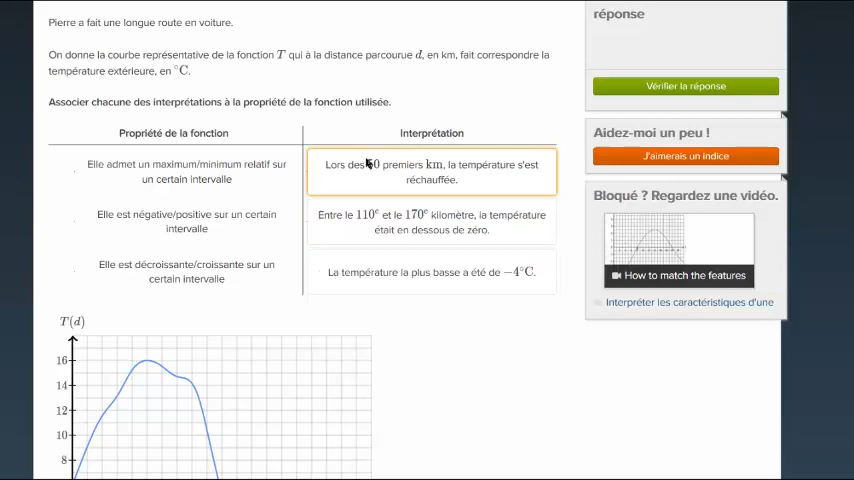 Pierre a fait une longue route en voiture.
On donne la courbe représentative de la fonction T qui à la distance parcourue d, en km, fait correspondre la
température extérieure, en °C.
Associer chacune des interprétations à la propriété de la fonction utilisée.
Propriété de la fonction
Interprétation
Elle admet un maximum/minimum relatif sur
un certain intervalle
Lors des premiers km, la température s'est
réchauffée.
Elle est négative/positive sur un certain
intervalle
Entre le 110e et le 170e kilomètre, la température
était en dessous de zéro.
Elle est décroissante/croissante sur un
certain intervalle
La température la plus basse a été de −4°C.
T(d)
16
14
12
10
8
réponse
Vérifier la réponse
Aidez-moi un peu !
J'aimerais un indice
Bloqué ? Regardez une vidéo.
How to match the features
Interpréter les caractéristiques d'une